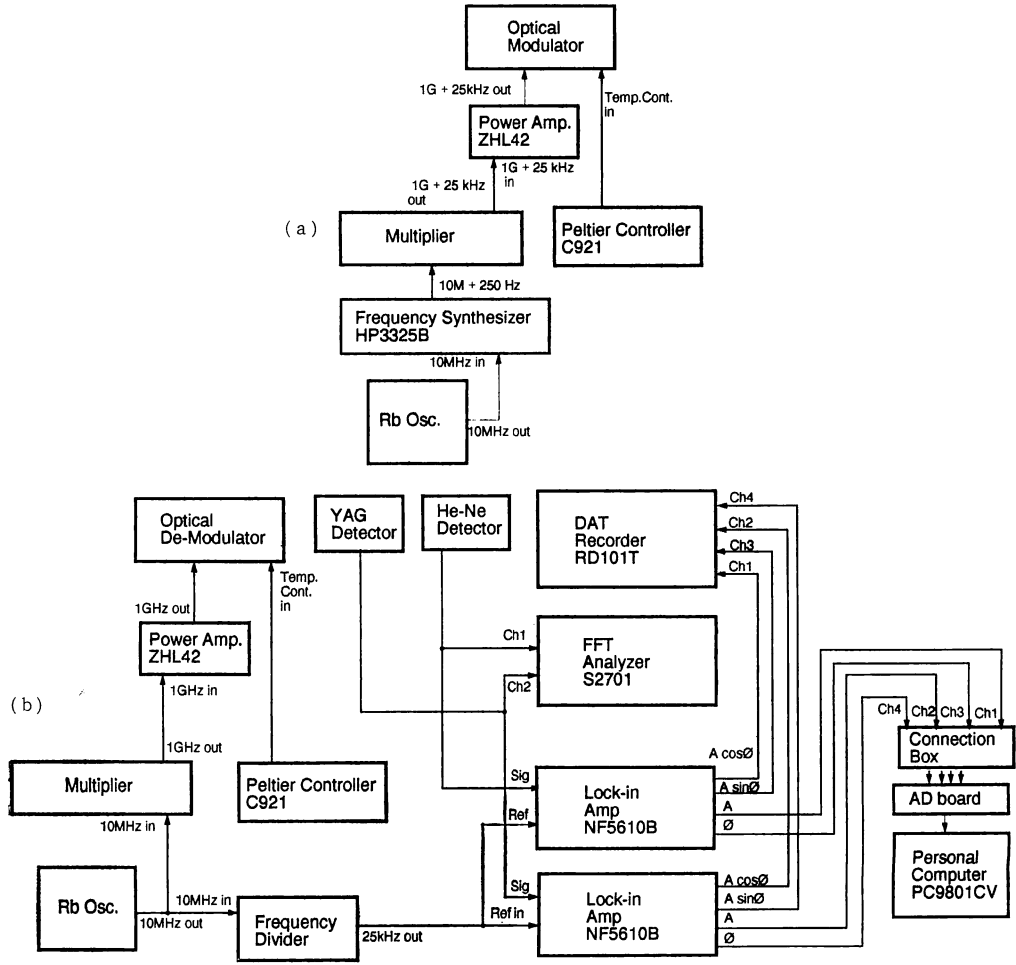 Optical
Modulator
1G + 25kHz out
Temp.Cont.
in
Power Amp.
ZHL42
1G + 25 kHz
in
1G + 25 kHz
out
(a)
Multiplier
Peltier Controller
C921
10M + 250 Hz
Frequency Synthesizer
HP3325B
10MHz in
Rb Osc.
10MHz out
Optical
De-Modulator
YAG
Detector
He-Ne
Detector
DAT
Recorder
RD101T
Ch4
Ch2
Ch3
Ch1
Temp.
Cont.
in
1GHz out
Power Amp.
ZHL42
Ch1
Ch2
FFT
Analyzer
S2701
(b)
1GHz in
Ch4
Ch2
Ch3
Ch1
1GHz out
Connection
Box
Multiplier
Peltier Controller
C921
A cosØ
Sig
Ref
Lock-in
Amp
NF5610B
A sinØ
A
Ø
AD board
10MHz in
Personal
Computer
PC9801CV
Rb Osc.
10MHz in
10MHz out
Frequency
Divider
25kHz out
Sig
Ref in
Lock-in
Amp
NF5610B
A cosØ
A sinØ
A
Ø